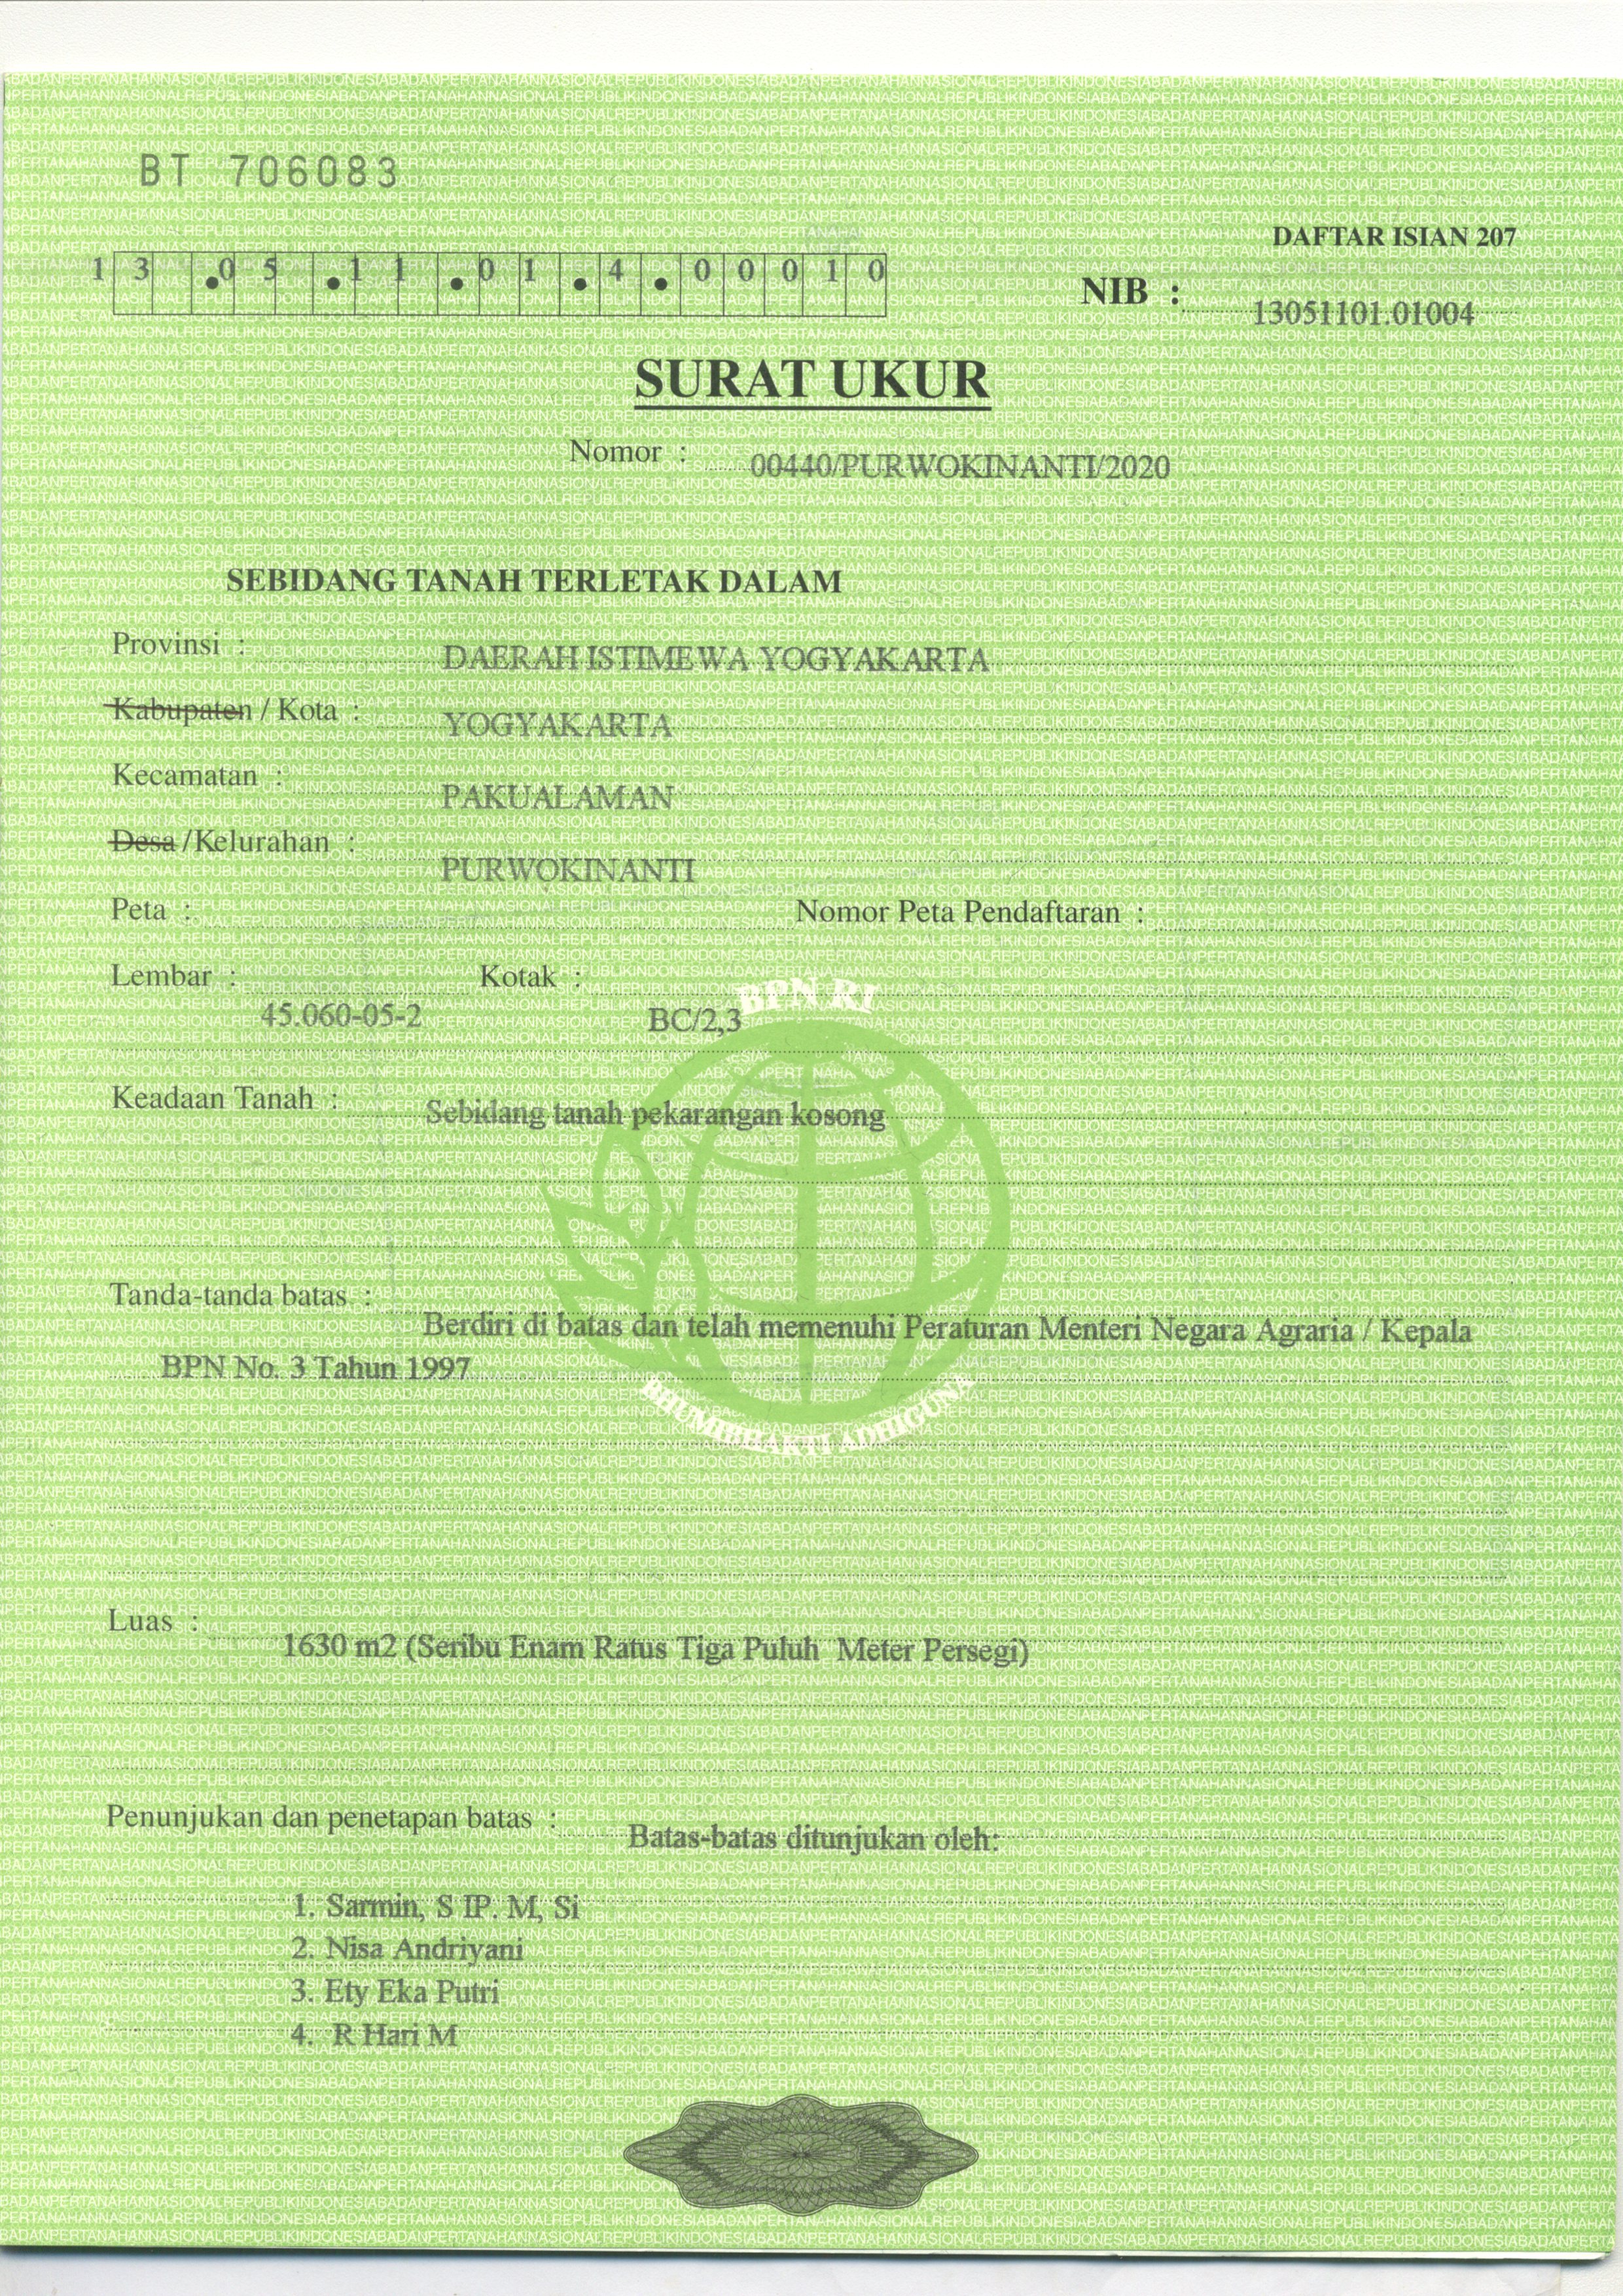 BT 706083
DAFTAR ISIAN 207
13.05.11.01.4.00010
NIB : 13051101.01004
SURAT UKUR
Nomor : 00440/PURWOKINANTI/2020
SEBIDANG TANAH TERLETAK DALAM
Provinsi : DAERAH ISTIMEWA YOGYAKARTA
Kabupaten / Kota : YOGYAKARTA
Kecamatan : PAKUALAMAN
Desa / Kelurahan : PURWOKINANTI
Peta : Nomor Peta Pendaftaran :
Lembar : 45.060-05-2 Kotak : BC/2,3
BPN RI
Keadaan Tanah : Sebidang tanah pekarangan kosong
Tanda-tanda batas : Berdiri di batas dan telah memenuhi Peraturan Menteri Negara Agraria / Kepala
BPN No. 3 Tahun 1997
BHUMIBHAKTI ADHIGUNA
Luas : 1630 m2 (Seribu Enam Ratus Tiga Puluh Meter Persegi)
Penunjukan dan penetapan batas : Batas-batas ditunjukan oleh:
1. Sarmin, S IP. M, Si
2. Nisa Andriyani
3. Ety Eka Putri
4. R Hari M